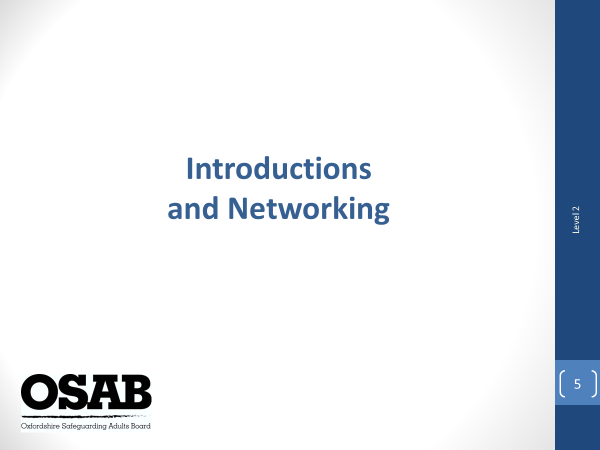 Introductions
and Networking
Level 2
5
OSAB
Oxfordshire Safeguarding Adults Board